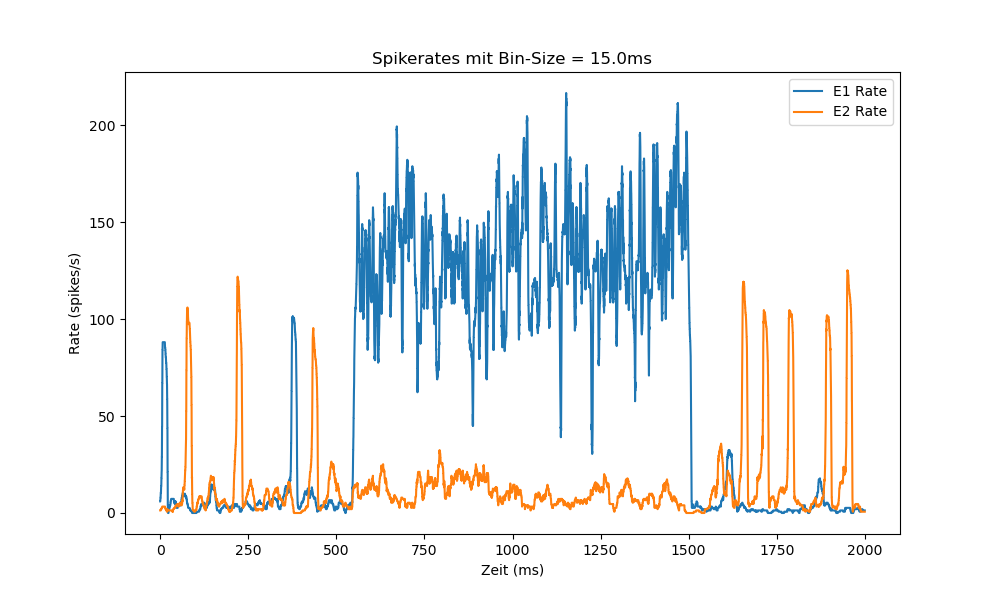 Spikerates mit Bin-Size = 15.0ms
E1 Rate
E2 Rate
200
150
100
50
0
Rate (spikes/s)
0 250 500 750 1000 1250 1500 1750 2000
Zeit (ms)